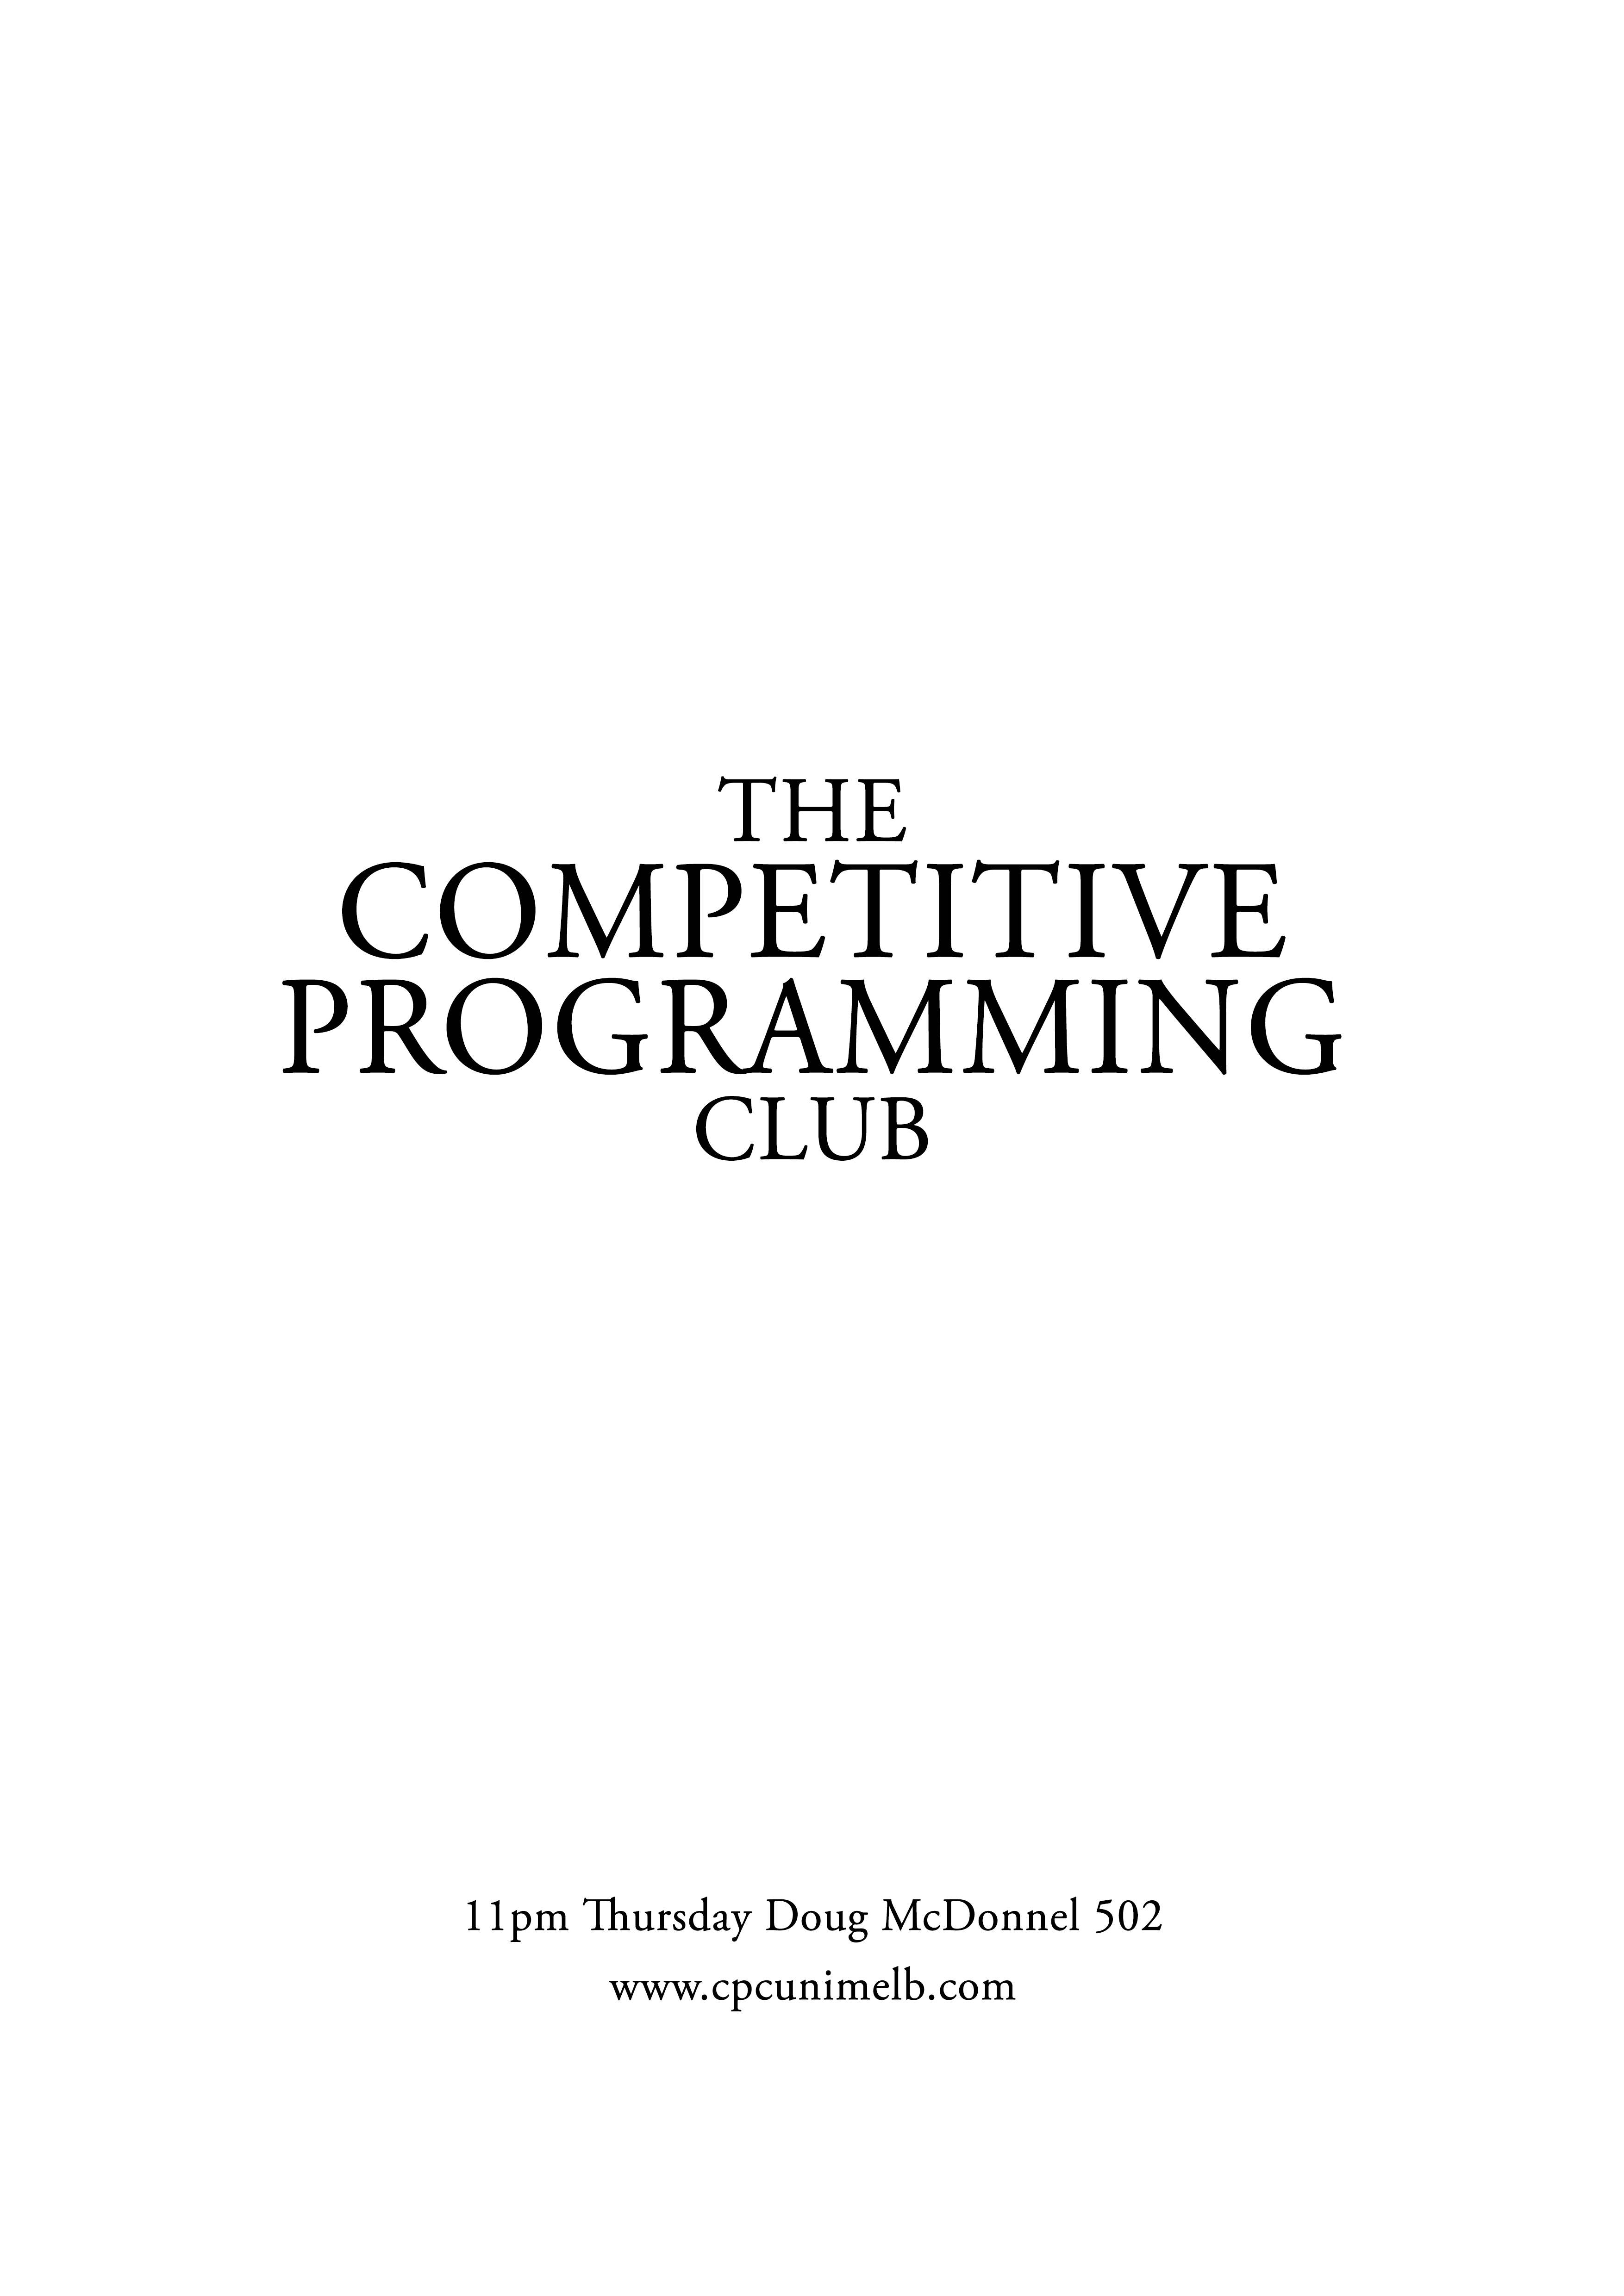 THE
COMPETITIVE
PROGRAMMING
CLUB
11pm Thursday Doug McDonnel 502
www.cpcunimelb.com